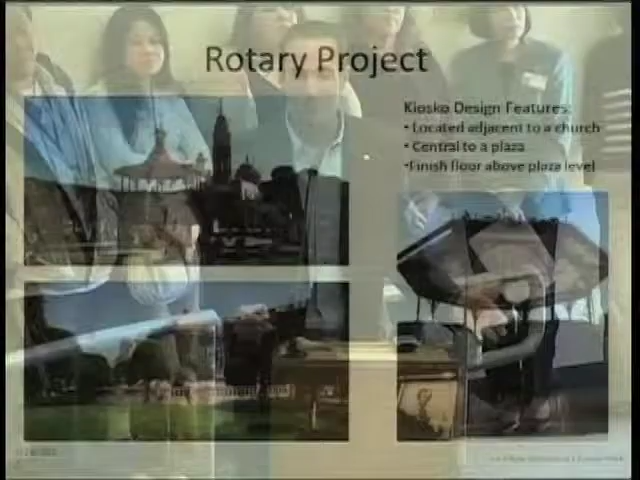 Rotary Project
Kiosko Design Features:
• Located adjacent to a church
• Central to a plaza
•Finish floor above plaza level